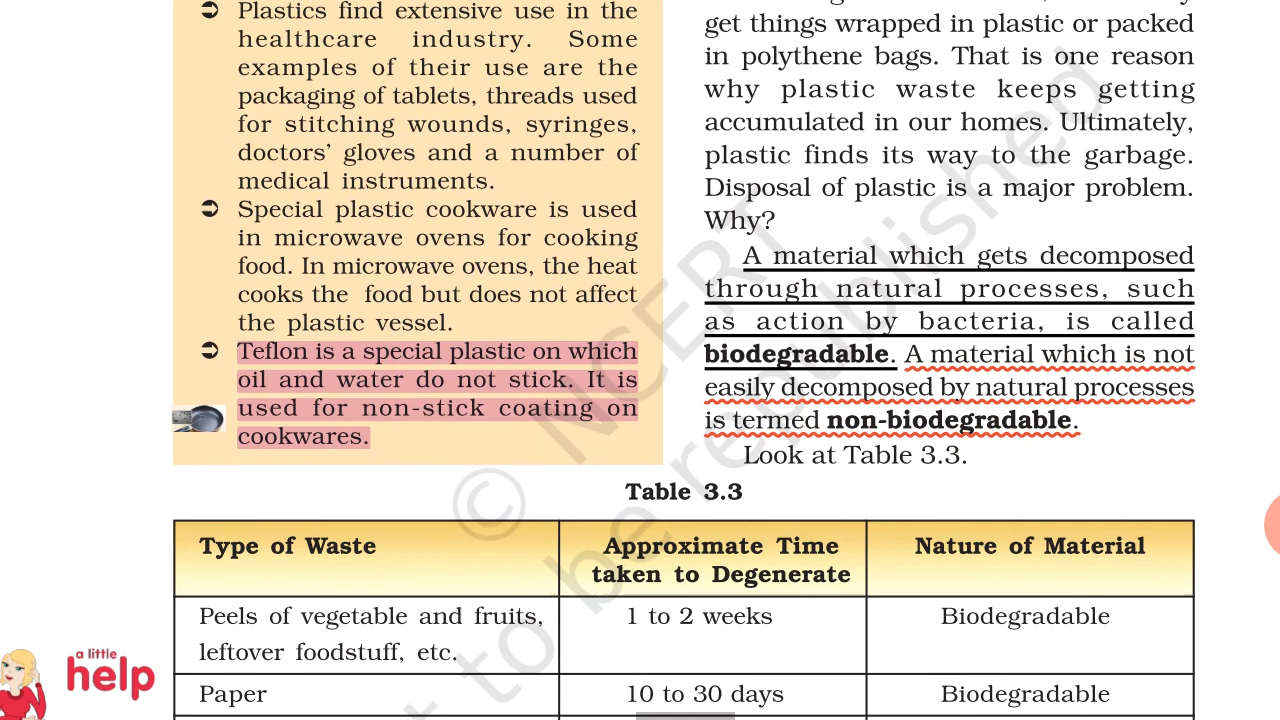 ➲ Plastics find extensive use in the
healthcare industry. Some
examples of their use are the
packaging of tablets, threads used
for stitching wounds, syringes,
doctors’ gloves and a number of
medical instruments.
➲ Special plastic cookware is used
in microwave ovens for cooking
food. In microwave ovens, the heat
cooks the food but does not affect
the plastic vessel.
➲ Teflon is a special plastic on which
oil and water do not stick. It is
used for non-stick coating on
cookwares.
get things wrapped in plastic or packed
in polythene bags. That is one reason
why plastic waste keeps getting
accumulated in our homes. Ultimately,
plastic finds its way to the garbage.
Disposal of plastic is a major problem.
Why?
A material which gets decomposed
through natural processes, such
as action by bacteria, is called
biodegradable. A material which is not
easily decomposed by natural processes
is termed non-biodegradable.
Look at Table 3.3.
Table 3.3
Type of Waste
Approximate Time
taken to Degenerate
Nature of Material
Peels of vegetable and fruits,
leftover foodstuff, etc.
1 to 2 weeks
Biodegradable
Paper
10 to 30 days
Biodegradable
© NCERT
to be republished
a little
help